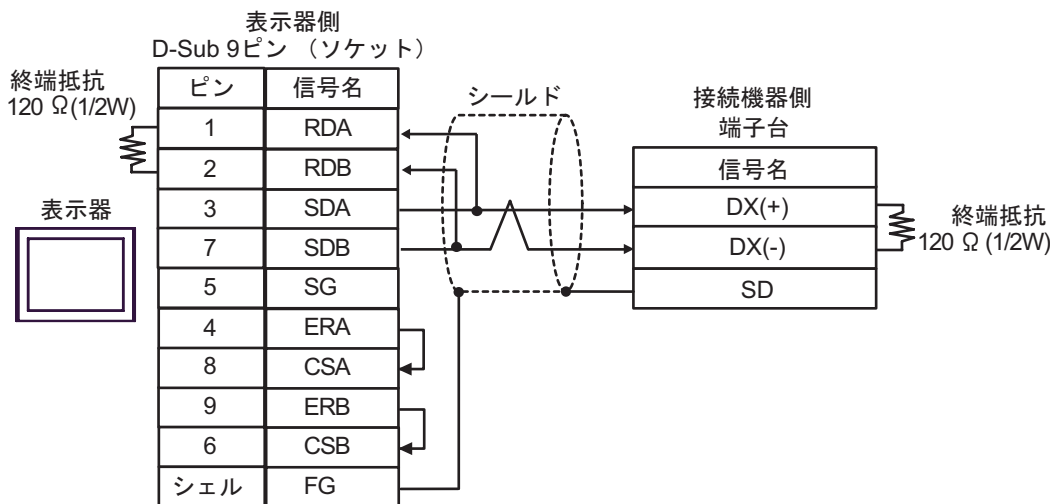 表示器側
D-Sub 9ピン （ソケット）
終端抵抗
120 Ω(1/2W)
表示器
ピン 信号名
1 RDA
2 RDB
3 SDA
7 SDB
5 SG
4 ERA
8 CSA
9 ERB
6 CSB
シェル FG
シールド
接続機器側
端子台
信号名
DX(+)
DX(-)
SD
終端抵抗
120 Ω (1/2W)